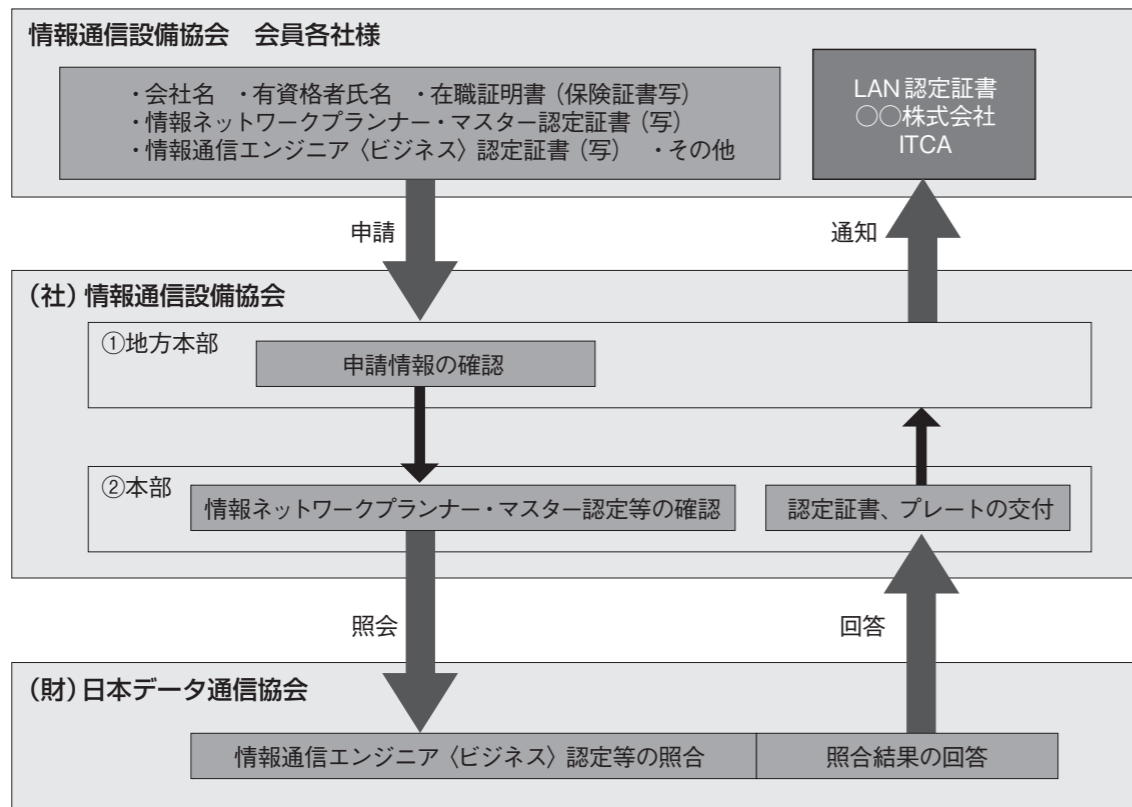 情報通信設備協会　会員各社様
・会社名　・有資格者氏名　・在職証明書（保険証書写）
・情報ネットワークプランナー・マスター認定証書（写）
・情報通信エンジニア〈ビジネス〉認定証書（写）　・その他
LAN認定証書
○○株式会社
ITCA
申請
通知
（社）情報通信設備協会
①地方本部
申請情報の確認
②本部
情報ネットワークプランナー・マスター認定等の確認
認定証書、プレートの交付
照会
回答
（財）日本データ通信協会
情報通信エンジニア〈ビジネス〉認定等の照合
照合結果の回答